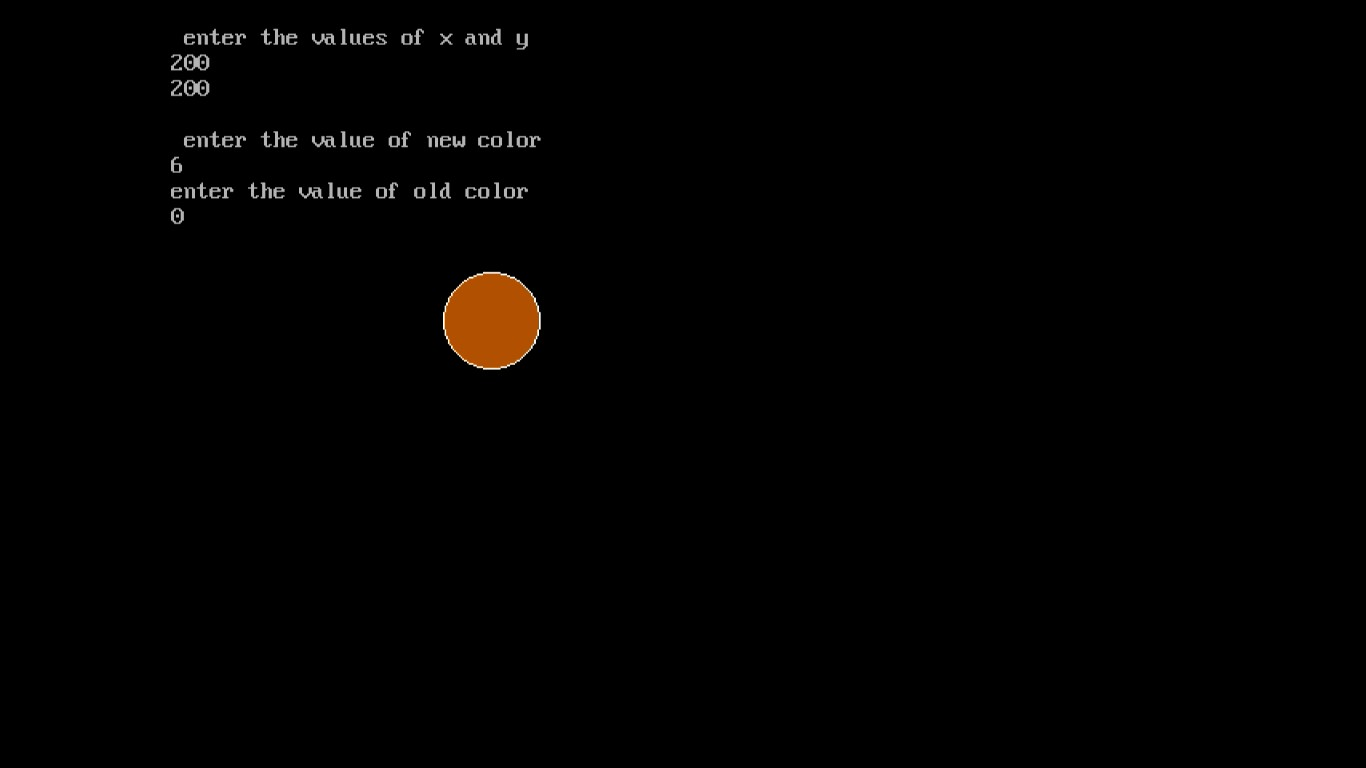 enter the values of x and y
200
200
enter the value of new color
6
enter the value of old color
0